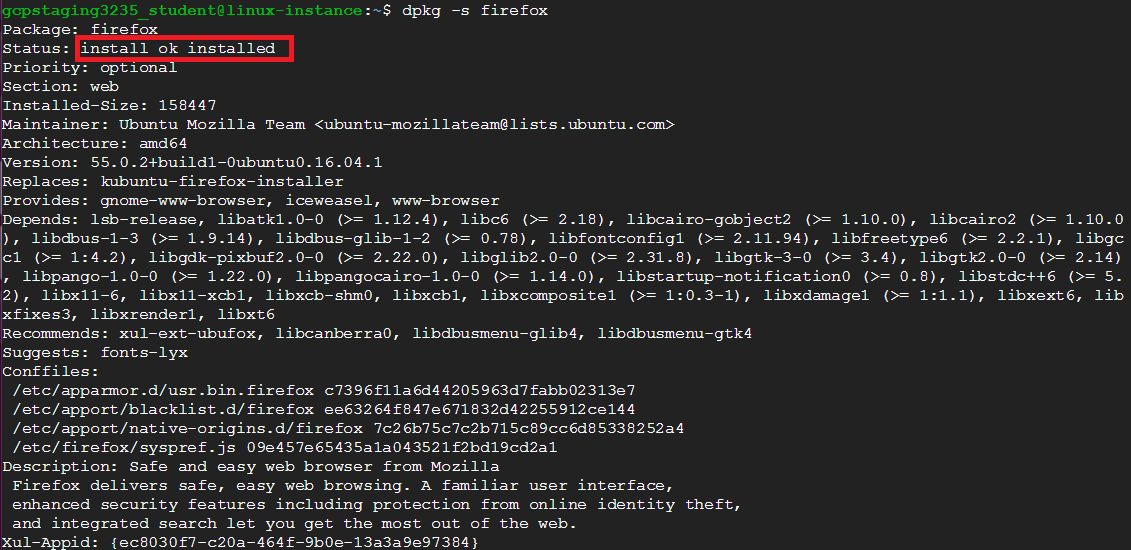 gcpstaging3235_student@linux-instance:~$ dpkg -s firefox
Package: firefox
Status: install ok installed
Priority: optional
Section: web
Installed-Size: 158447
Maintainer: Ubuntu Mozilla Team <ubuntu-mozillateam@lists.ubuntu.com>
Architecture: amd64
Version: 55.0.2+build1-0ubuntu0.16.04.1
Replaces: kubuntu-firefox-installer
Provides: gnome-www-browser, iceweasel, www-browser
Depends: lsb-release, libatk1.0-0 (>= 1.12.4), libc6 (>= 2.18), libcairo-gobject2 (>= 1.10.0), libcairo2 (>= 1.10.0
), libdbus-1-3 (>= 1.9.14), libdbus-glib-1-2 (>= 0.78), libfontconfig1 (>= 2.11.94), libfreetype6 (>= 2.2.1), libgc
c1 (>= 1:4.2), libgdk-pixbuf2.0-0 (>= 2.22.0), libglib2.0-0 (>= 2.31.8), libgtk-3-0 (>= 3.4), libgtk2.0-0 (>= 2.14)
, libpango-1.0-0 (>= 1.22.0), libpangocairo-1.0-0 (>= 1.14.0), libstartup-notification0 (>= 0.8), libstdc++6 (>= 5.
2), libx11-6, libx11-xcb1, libxcb-shm0, libxcb1, libxcomposite1 (>= 1:0.3-1), libxdamage1 (>= 1:1.1), libxext6, lib
xfixes3, libxrender1, libxt6
Recommends: xul-ext-ubufox, libcanberra0, libdbusmenu-glib4, libdbusmenu-gtk4
Suggests: fonts-lyx
Conffiles:
 /etc/apparmor.d/usr.bin.firefox c7396f11a6d44205963d7fabb02313e7
 /etc/apport/blacklist.d/firefox ee63264f847e671832d42255912ce144
 /etc/apport/native-origins.d/firefox 7c26b75c7c2b715c89cc6d85338252a4
 /etc/firefox/syspref.js 09e457e65435a1a043521f2bd19cd2a1
Description: Safe and easy web browser from Mozilla
 Firefox delivers safe, easy web browsing. A familiar user interface,
 enhanced security features including protection from online identity theft,
 and integrated search let you get the most out of the web.
Xul-Appid: {ec8030f7-c20a-464f-9b0e-13a3a9e97384}